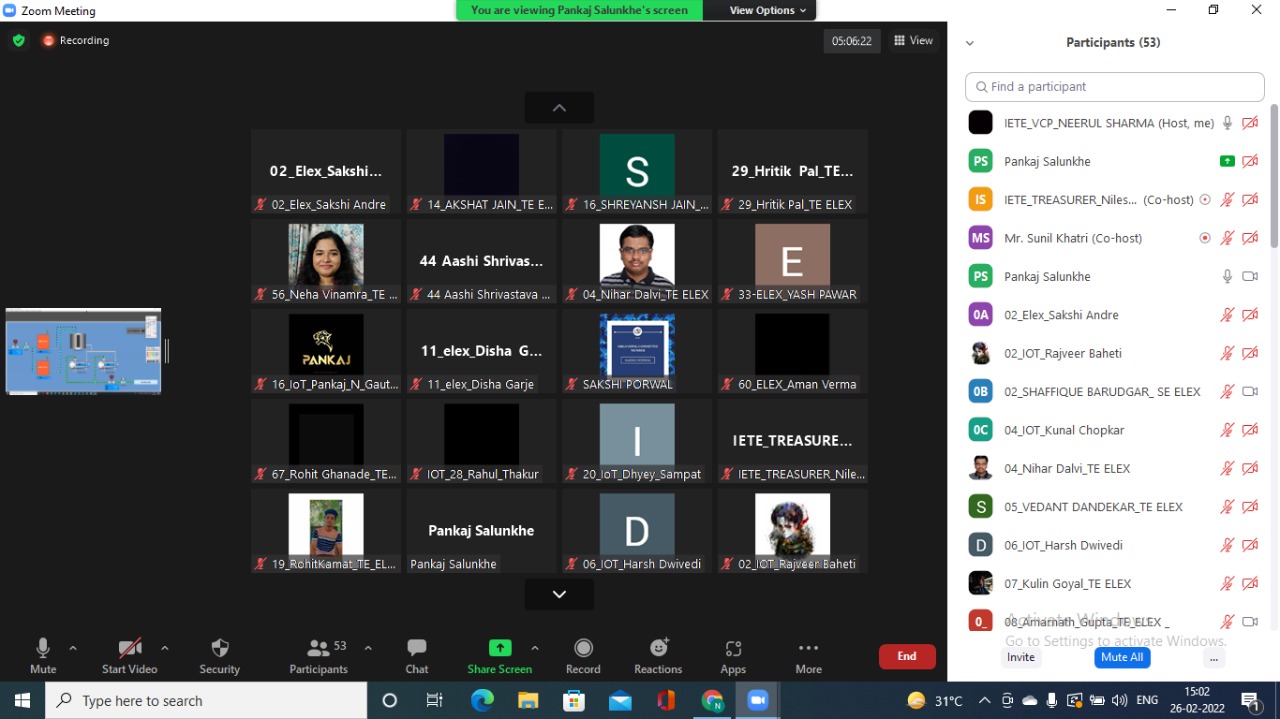 Zoom Meeting
You are viewing Pankaj Salunkhe's screen
View Options
Recording
05:06:22
View
02_Elex_Sakshi...
02_Elex_Sakshi Andre
14_AKSHAT JAIN_TE E...
S
16_SHREYANSH JAIN_...
29_Hritik Pal_TE...
29_Hritik Pal_TE ELEX
56_Neha Vinamra_TE ...
44 Aashi Shrivas...
44 Aashi Shrivastava ...
04_Nihar Dalvi_TE ELEX
E
33-ELEX_YASH PAWAR
PANKAJ
16_IoT_Pankaj_N_Gaut...
11_elex_Disha G...
11_elex_Disha Garje
SAKSHI PORWAL
60_ELEX_Aman Verma
67_Rohit Ghanade_TE...
IOT_28_Rahul_Thakur
I
20_IoT_Dhyey_Sampat
IETE_TREASURE...
IETE_TREASURER_Nile...
19_RohitKamat_TE_EL...
Pankaj Salunkhe
Pankaj Salunkhe
D
06_IOT_Harsh Dwivedi
02_IOT_Rajveer Baheti
Participants (53)
Find a participant
IETE_VCP_NEERUL SHARMA (Host, me)
PS Pankaj Salunkhe
IS IETE_TREASURER_Niles... (Co-host)
MS Mr. Sunil Khatri (Co-host)
PS Pankaj Salunkhe
0A 02_Elex_Sakshi Andre
02_IOT_Rajveer Baheti
0B 02_SHAFFIQUE BARUDGAR_ SE ELEX
0C 04_IOT_Kunal Chopkar
04_Nihar Dalvi_TE ELEX
S 05_VEDANT DANDEKAR_TE ELEX
D 06_IOT_Harsh Dwivedi
07_Kulin Goyal_TE ELEX
0_ 08_Amarnath_Gupta_TE_ELEX _
Activate Windows
Go to Settings to activate Windows.
Invite
Mute All
...
Mute
Start Video
Security
53
Participants
Chat
Share Screen
Record
Reactions
Apps
More
End
Type here to search
31°C
ENG
15:02
26-02-2022
1